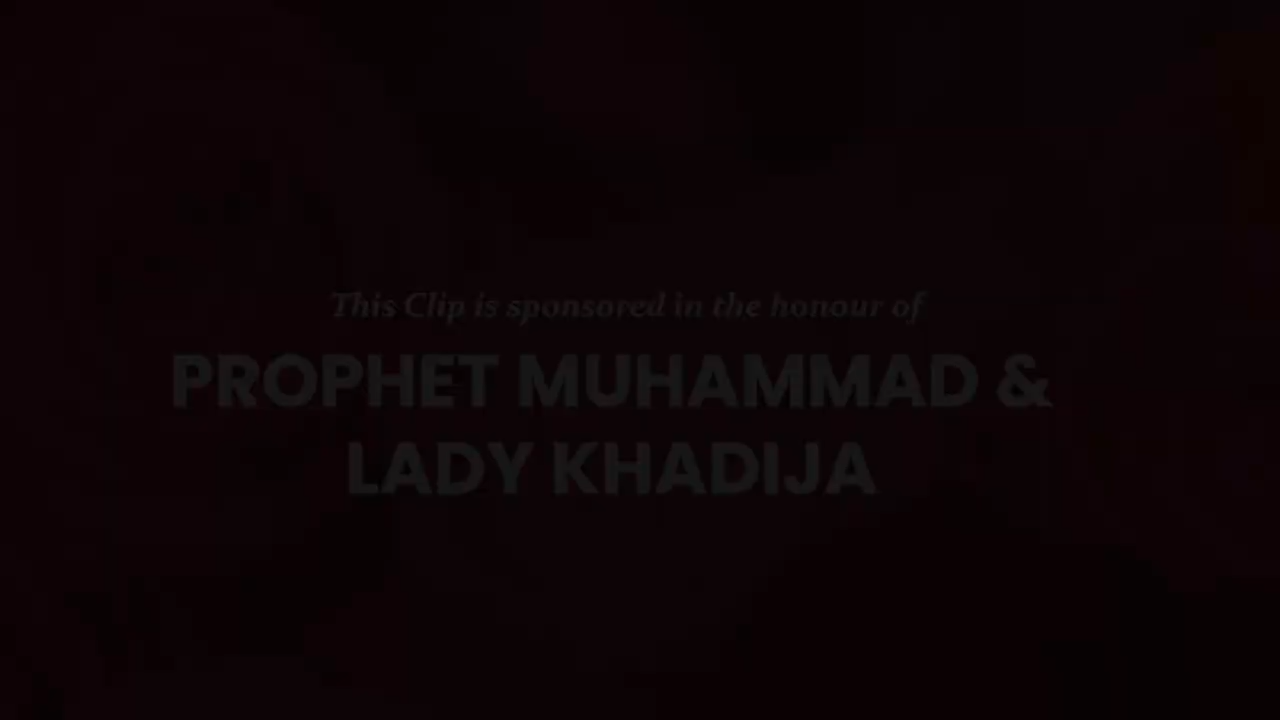 This Clip is sponsored in the honour of
PROPHET MUHAMMAD &
LADY KHADIJA